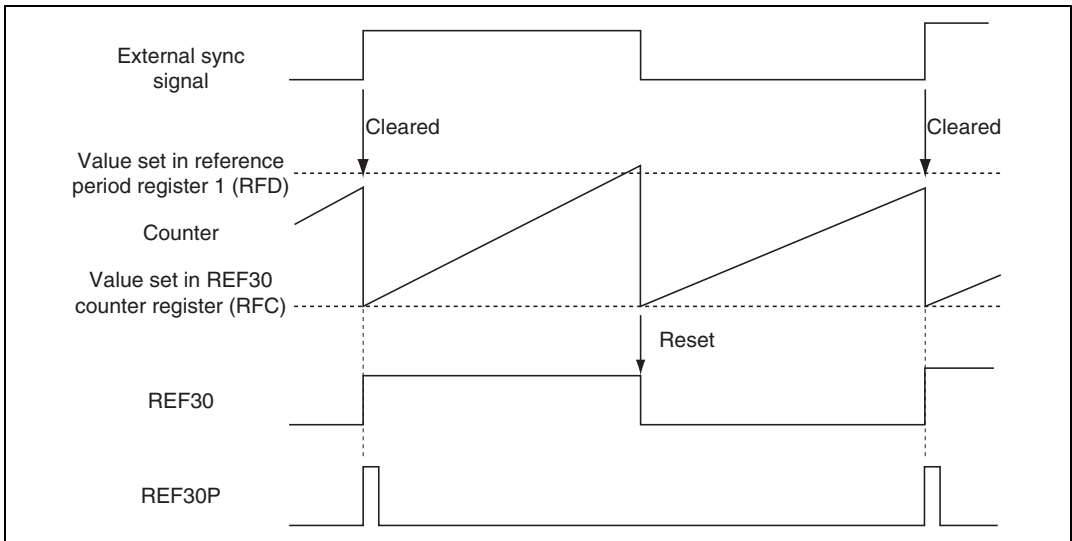 External sync
signal
Cleared
Cleared
Value set in reference
period register 1 (RFD)
Counter
Value set in REF30
counter register (RFC)
Reset
REF30
REF30P